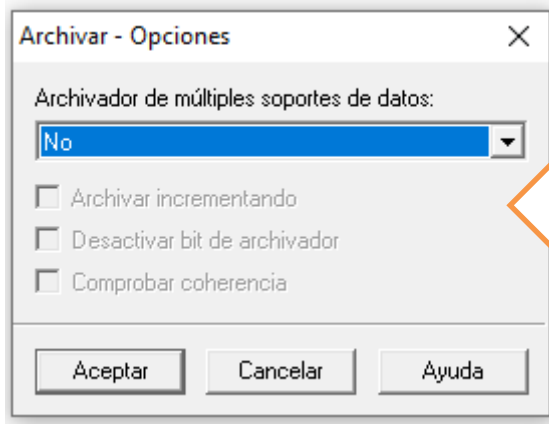 Archivar - Opciones
Archivador de múltiples soportes de datos:
No
Archivar incrementando
Desactivar bit de archivador
Comprobar coherencia
Aceptar Cancelar Ayuda